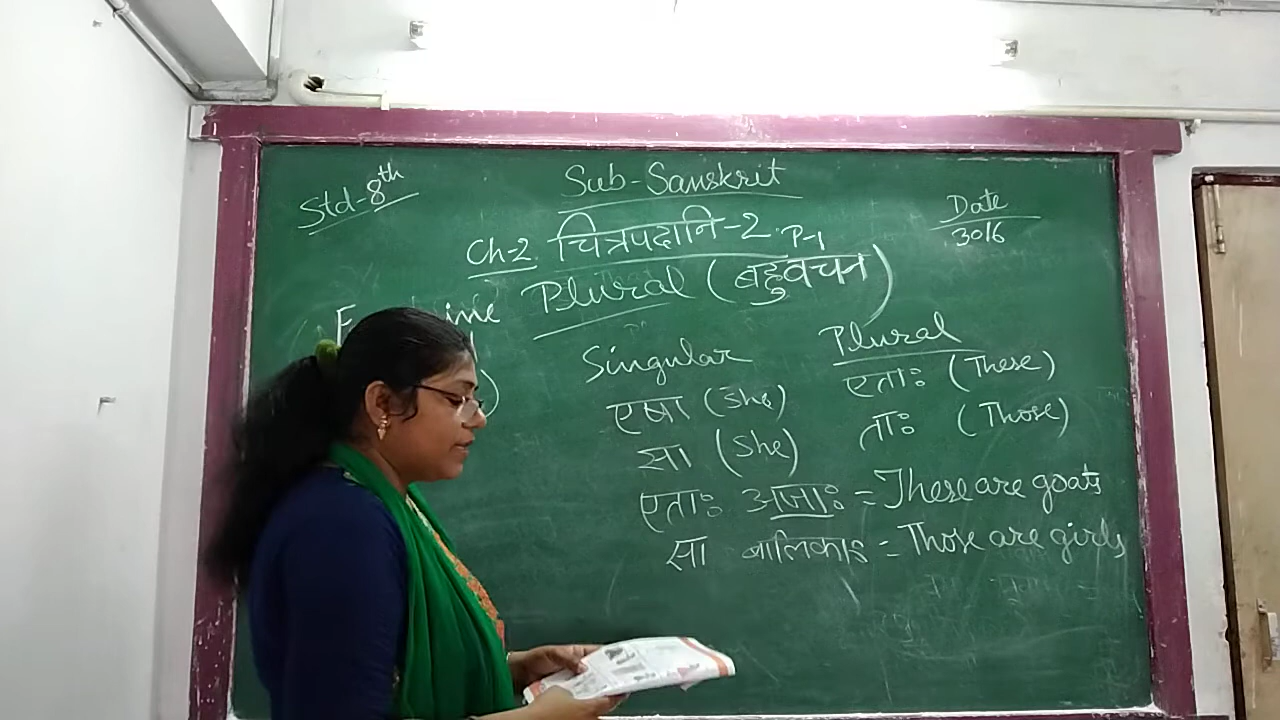 Std-8th
Sub-Sanskrit
Date
30/6
Ch-2 चित्रपदानि-2 P-1
Plural (बहुवचन)
Singular
Plural
एषा (She) एताः (These)
सा (She) ताः (Those)
एताः अजाः = These are goats
सा बालिकाः = Those are girls